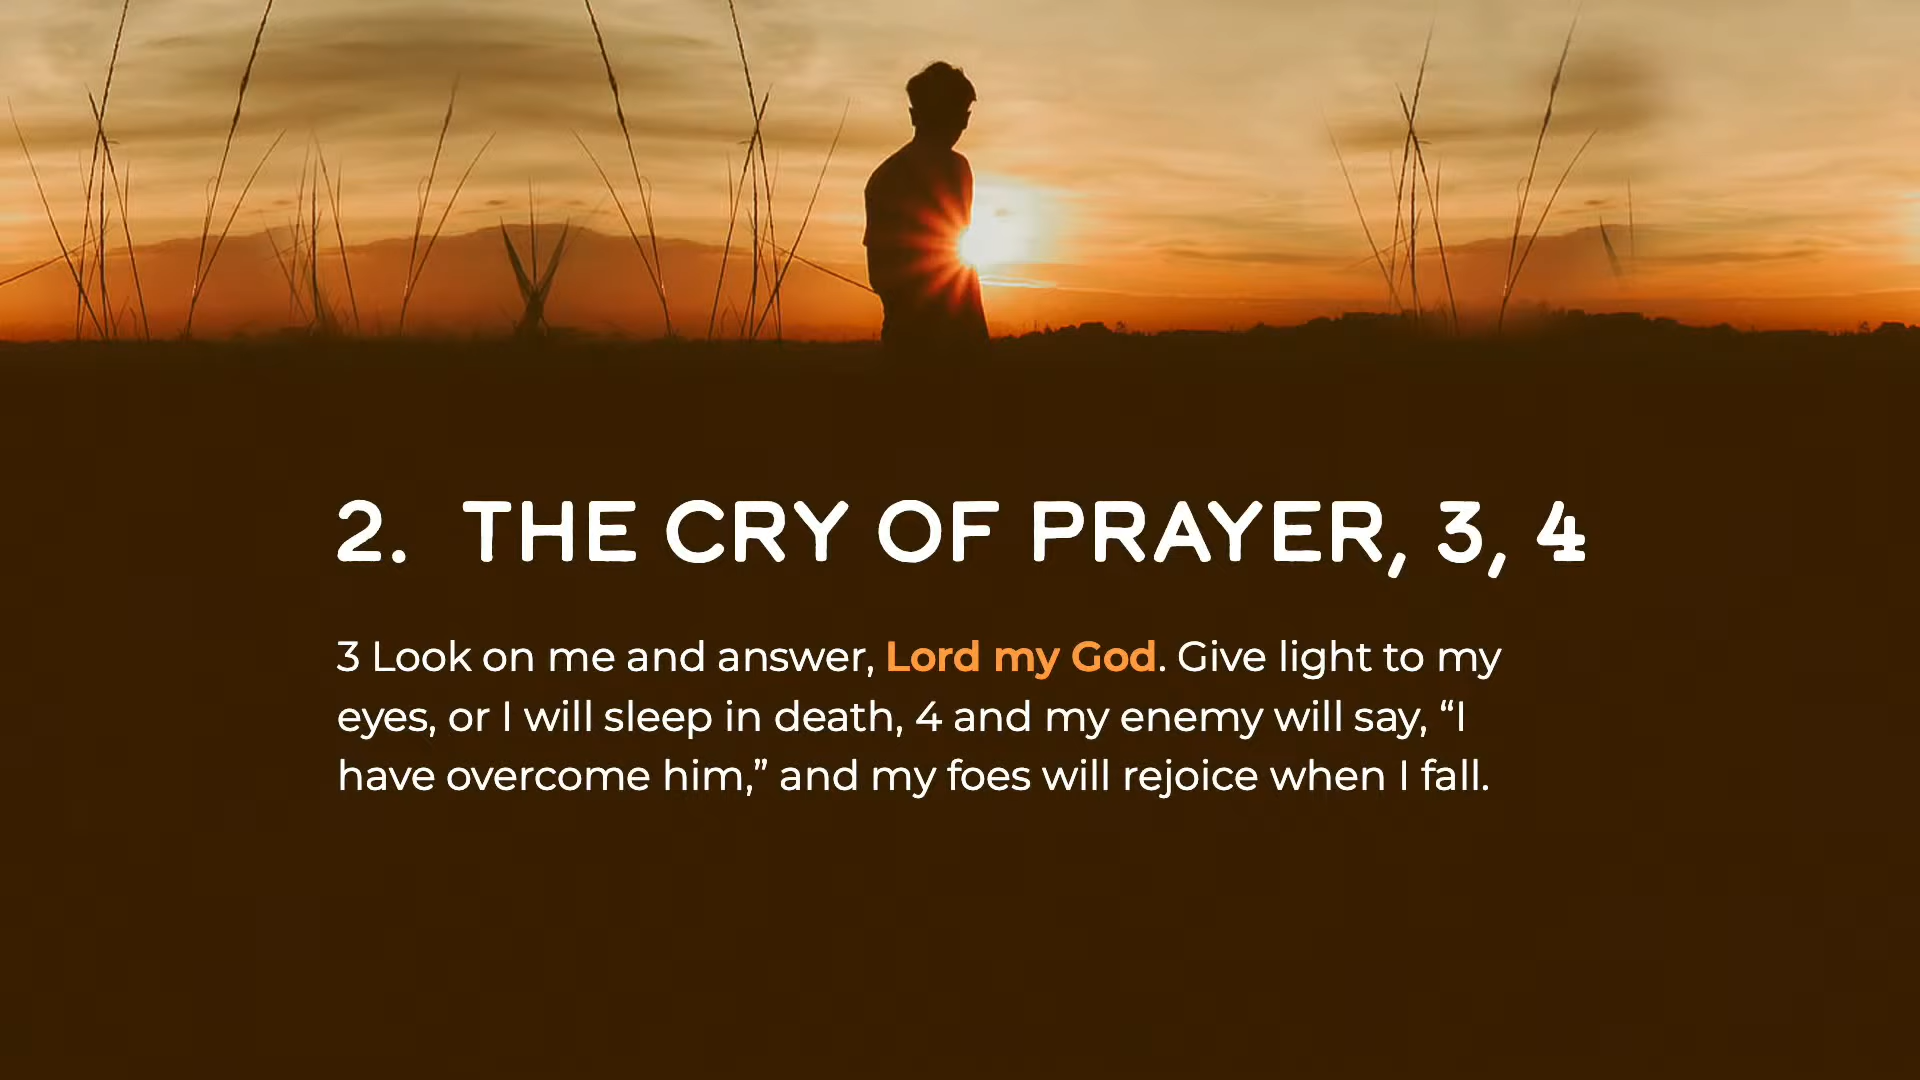 2. THE CRY OF PRAYER, 3, 4
3 Look on me and answer, Lord my God. Give light to my
eyes, or I will sleep in death, 4 and my enemy will say, “I
have overcome him,” and my foes will rejoice when I fall.